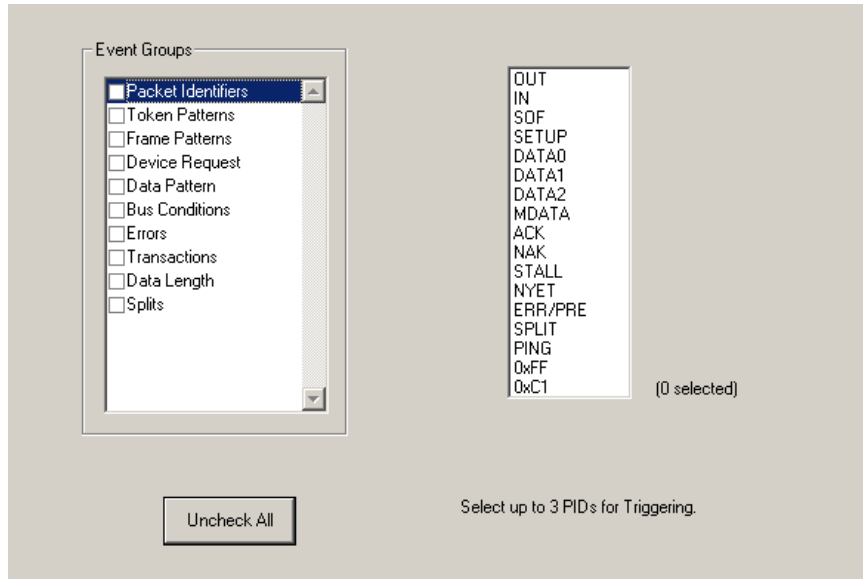 Event Groups
Packet Identifiers
Token Patterns
Frame Patterns
Device Request
Data Pattern
Bus Conditions
Errors
Transactions
Data Length
Splits
OUT
IN
SOF
SETUP
DATA0
DATA1
DATA2
MDATA
ACK
NAK
STALL
NYET
ERR/PRE
SPLIT
PING
0xFF
0xC1
(0 selected)
Uncheck All
Select up to 3 PIDs for Triggering.